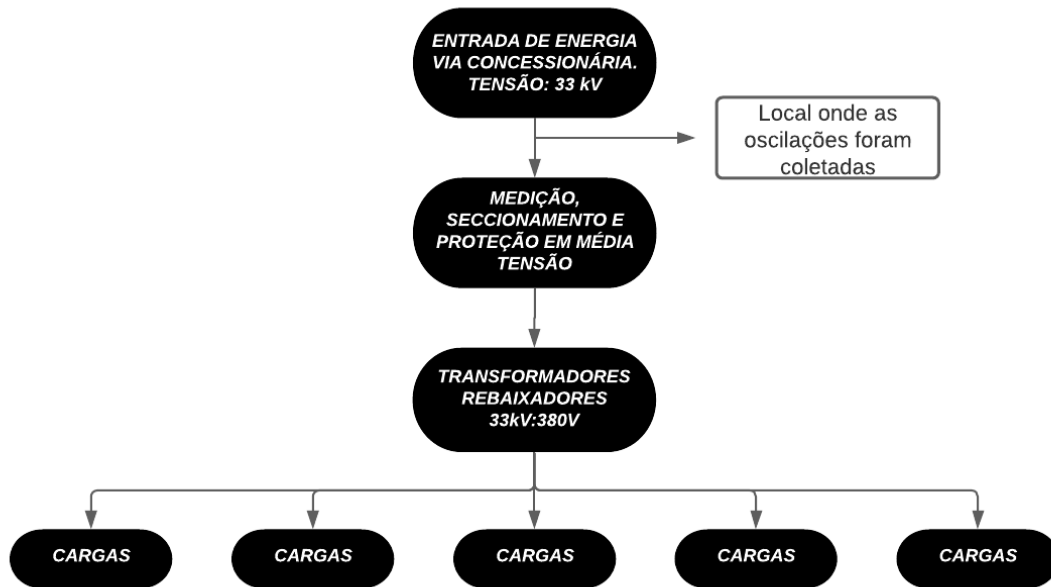 ENTRADA DE ENERGIA
VIA CONCESSIONÁRIA.
TENSÃO: 33 kV
Local onde as
oscilações foram
coletadas
MEDIÇÃO,
SECCIONAMENTO E
PROTEÇÃO EM MÉDIA
TENSÃO
TRANSFORMADORES
REBAIXADORES
33kV:380V
CARGAS
CARGAS
CARGAS
CARGAS
CARGAS